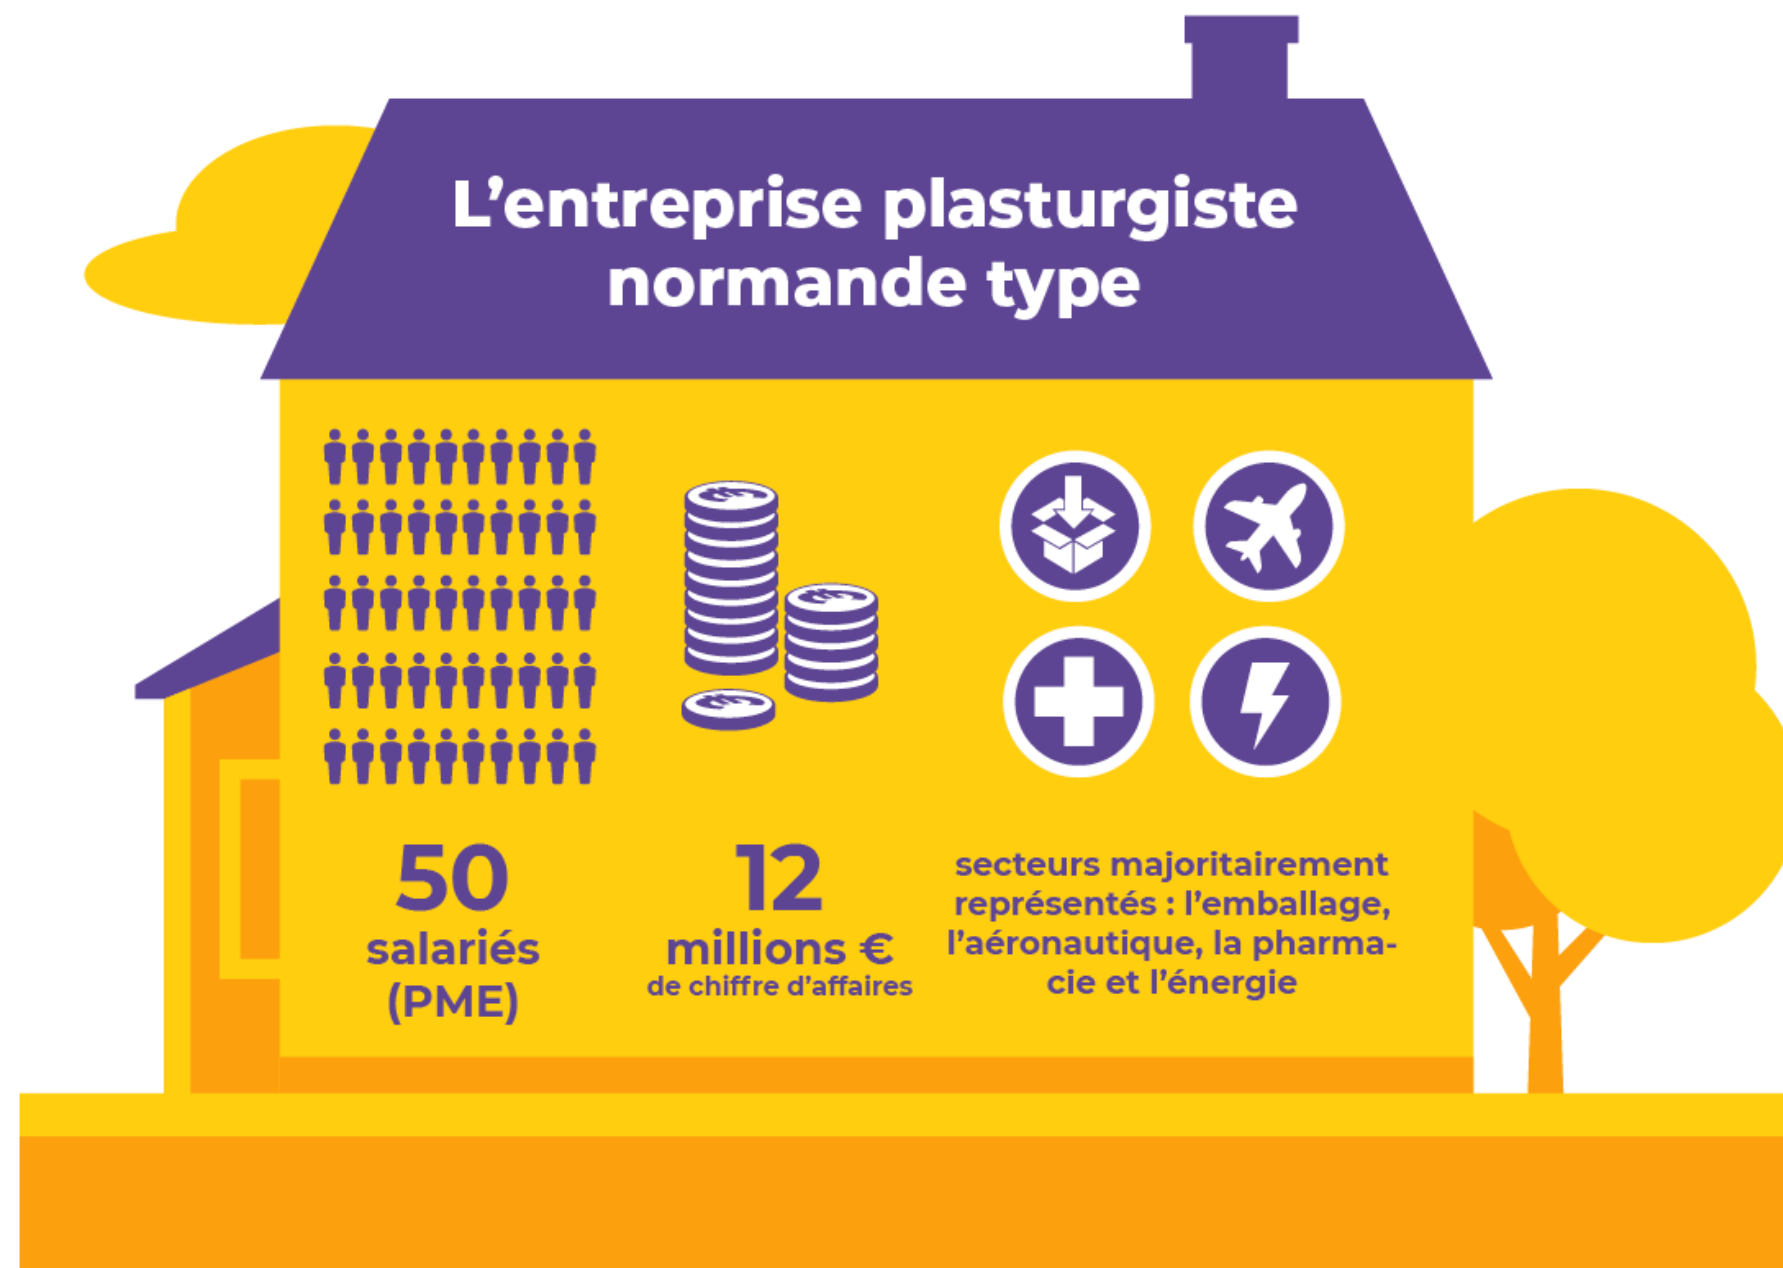 L’entreprise plasturgiste
normande type
50
salariés
(PME)
12
millions €
de chiffre d’affaires
secteurs majoritairement
représentés : l’emballage,
l’aéronautique, la pharma-
cie et l’énergie